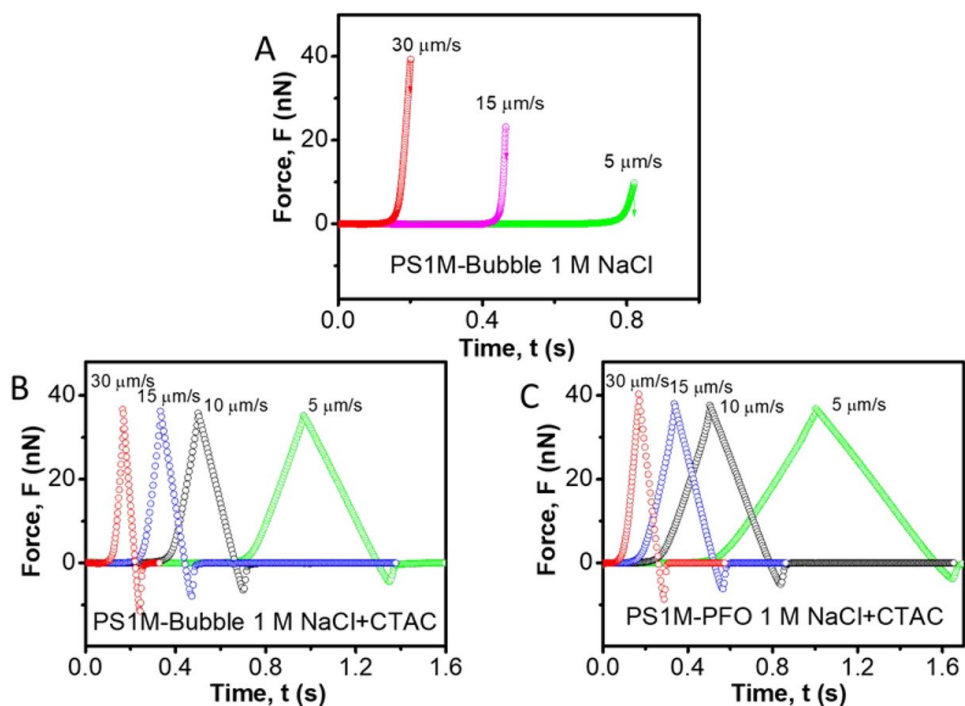 A
30 μm/s
15 μm/s
5 μm/s
40
20
0
Force, F (nN)
PS1M-Bubble 1 M NaCl
0.0 0.4 0.8
Time, t (s)
B
30 μm/s
15 μm/s
10 μm/s
5 μm/s
40
20
0
Force, F (nN)
PS1M-Bubble 1 M NaCl+CTAC
0.0 0.4 0.8 1.2 1.6
Time, t (s)
C
30 μm/s
15 μm/s
10 μm/s
5 μm/s
40
20
0
Force, F (nN)
PS1M-PFO 1 M NaCl+CTAC
0.0 0.4 0.8 1.2 1.6
Time, t (s)